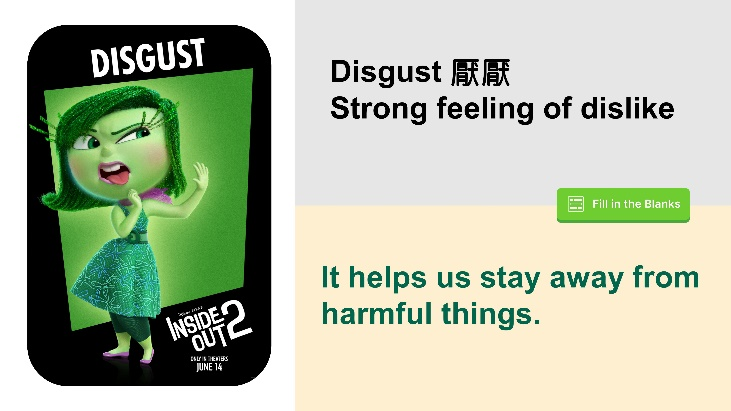 DISGUST
INSIDE
OUT 2
ONLY IN THEATERS
JUNE 14
Disgust 厭厭
Strong feeling of dislike
Fill in the Blanks
It helps us stay away from
harmful things.